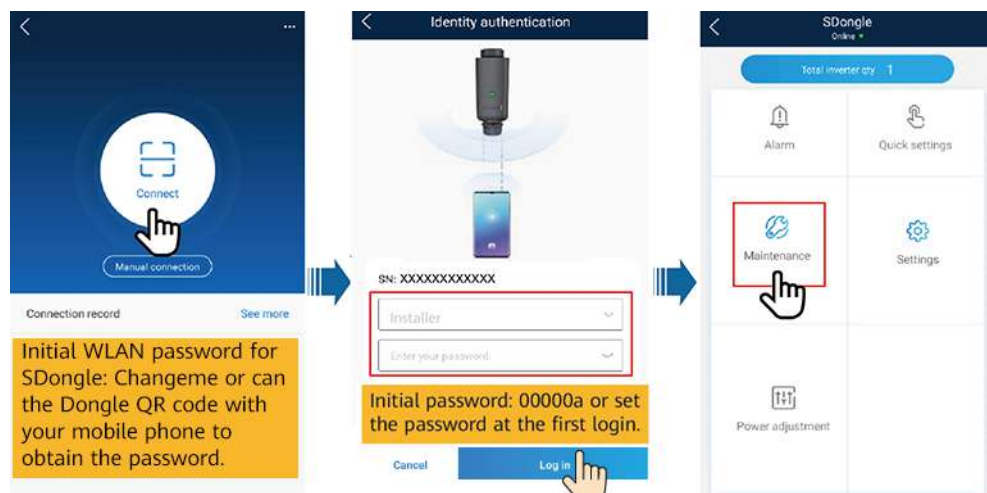 Connect
Manual connection
Connection record
See more
Initial WLAN password for
SDongle: Changeme or can
the Dongle QR code with
your mobile phone to
obtain the password.
Identity authentication
SN: XXXXXXXXXXXX
Installer
Enter your password.
Initial password: 00000a or set
the password at the first login.
Cancel
Log in
SDongle
Online
Total inverter qty 1
Alarm
Quick settings
Maintenance
Settings
Power adjustment